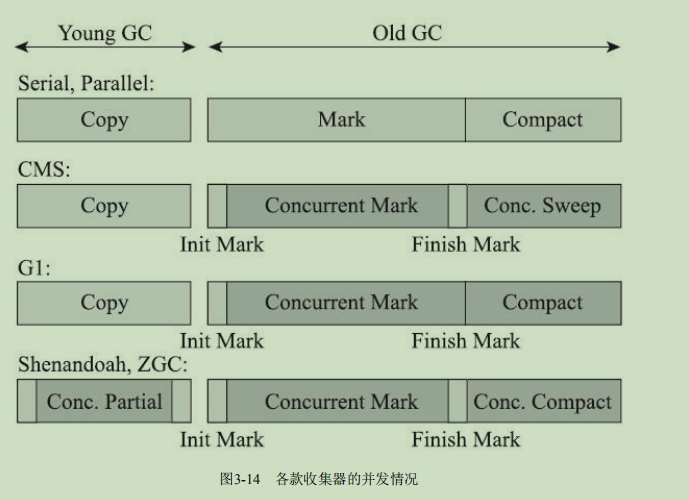 Young GC Old GC
Serial, Parallel:
Copy Mark Compact
CMS:
Copy Concurrent Mark Conc. Sweep
Init Mark Finish Mark
G1:
Copy Concurrent Mark Compact
Init Mark Finish Mark
Shenandoah, ZGC:
Conc. Partial Concurrent Mark Conc. Compact
Init Mark Finish Mark
图3-14 各款收集器的并发情况